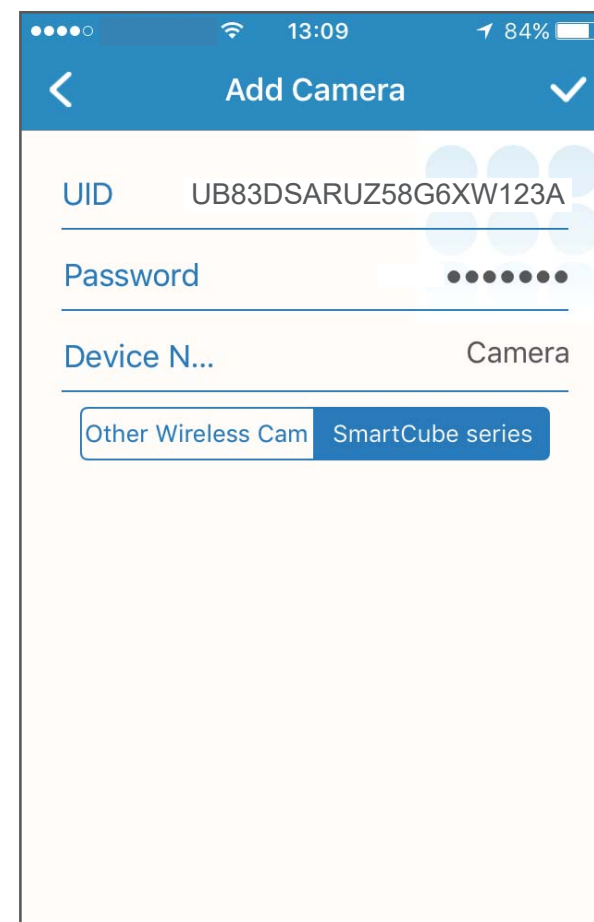 13:09 84%
Add Camera
UID UB83DSARUZ58G6XW123A
Password •••••••
Device N... Camera
Other Wireless Cam SmartCube series